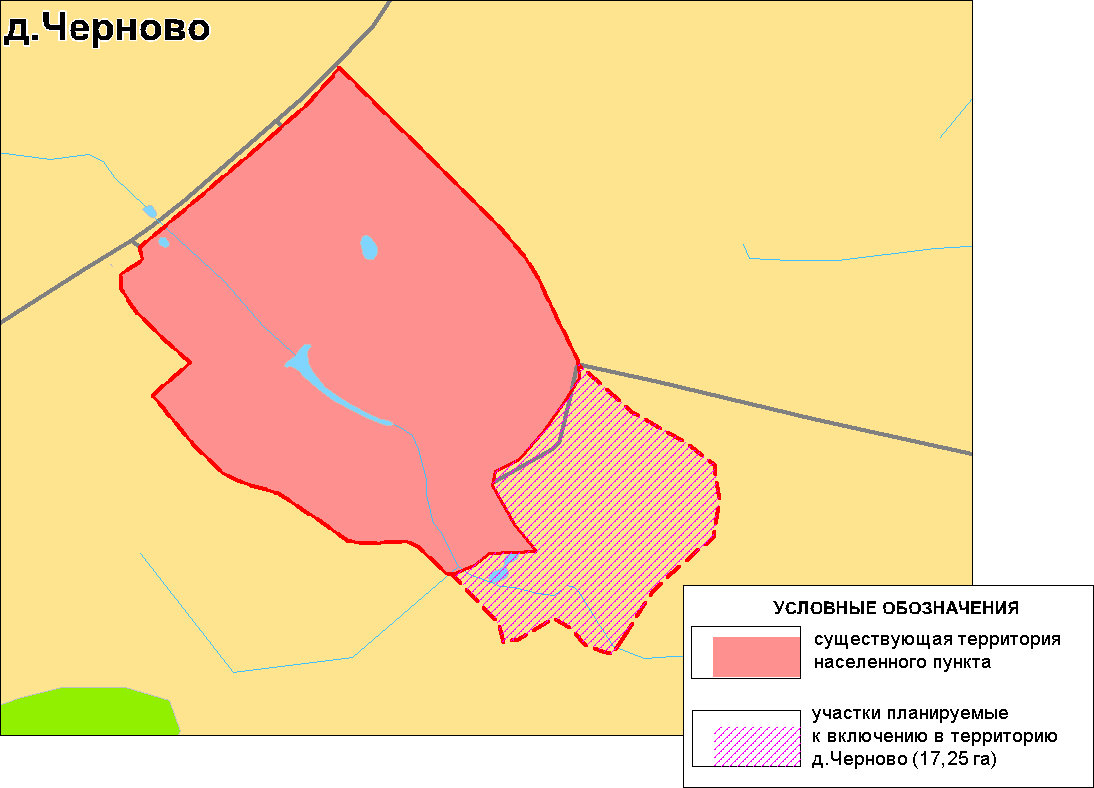 д.Черново
УСЛОВНЫЕ ОБОЗНАЧЕНИЯ
существующая территория
населенного пункта
участки планируемые
к включению в территорию
д.Черново (17,25 га)